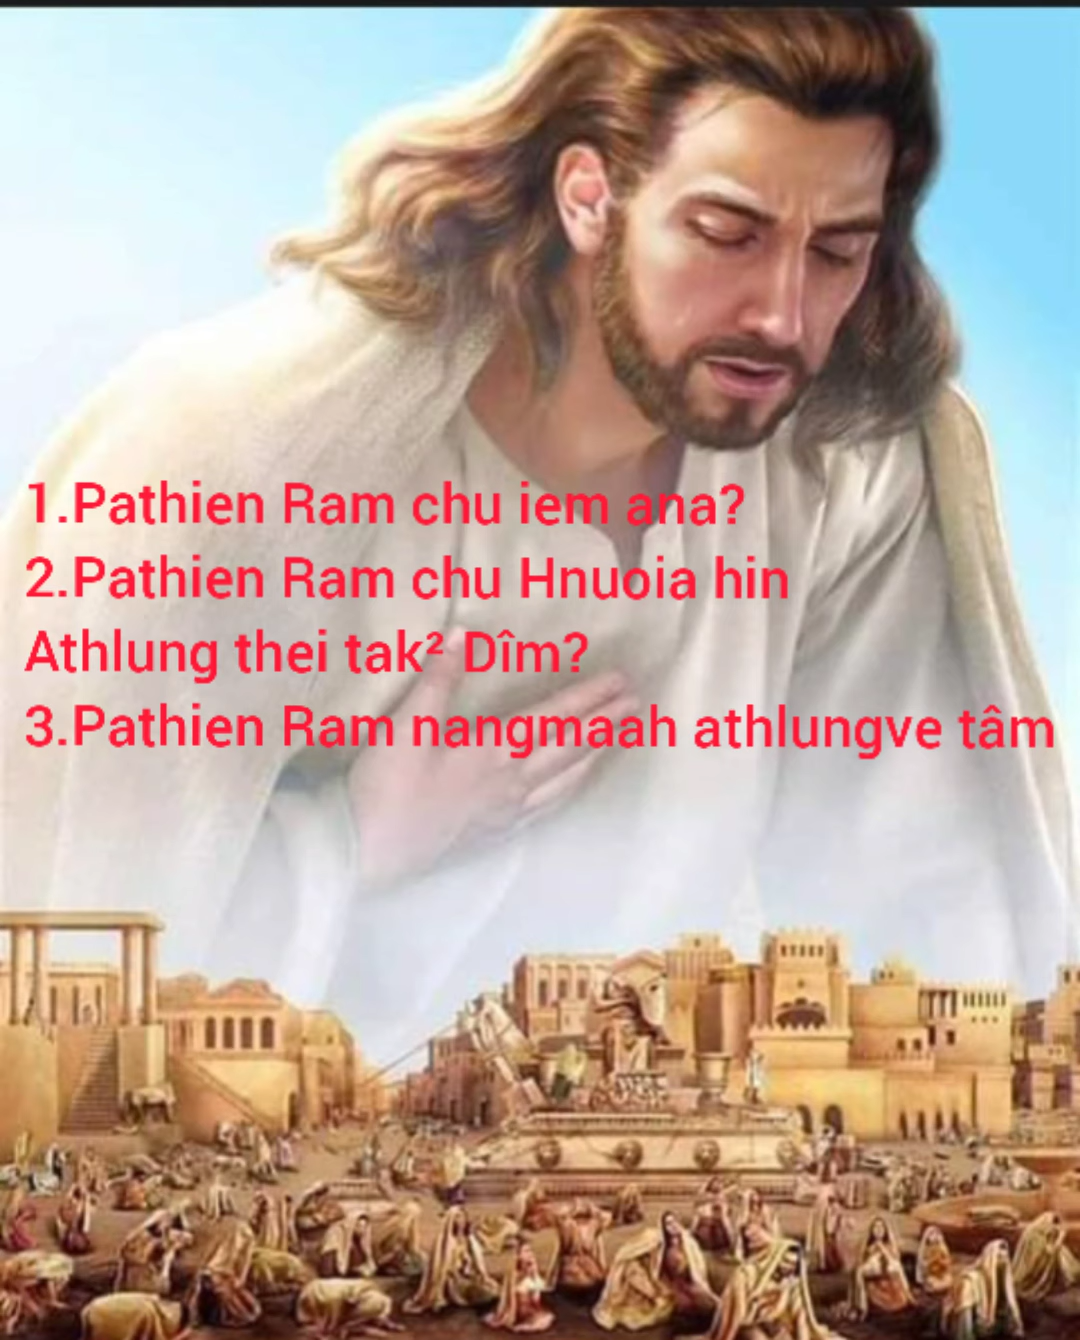 1.Pathien Ram chu iem ana?
2.Pathien Ram chu Hnuoia hin
Athlung thei tak² Dîm?
3.Pathien Ram nangmaah athlungve tâm